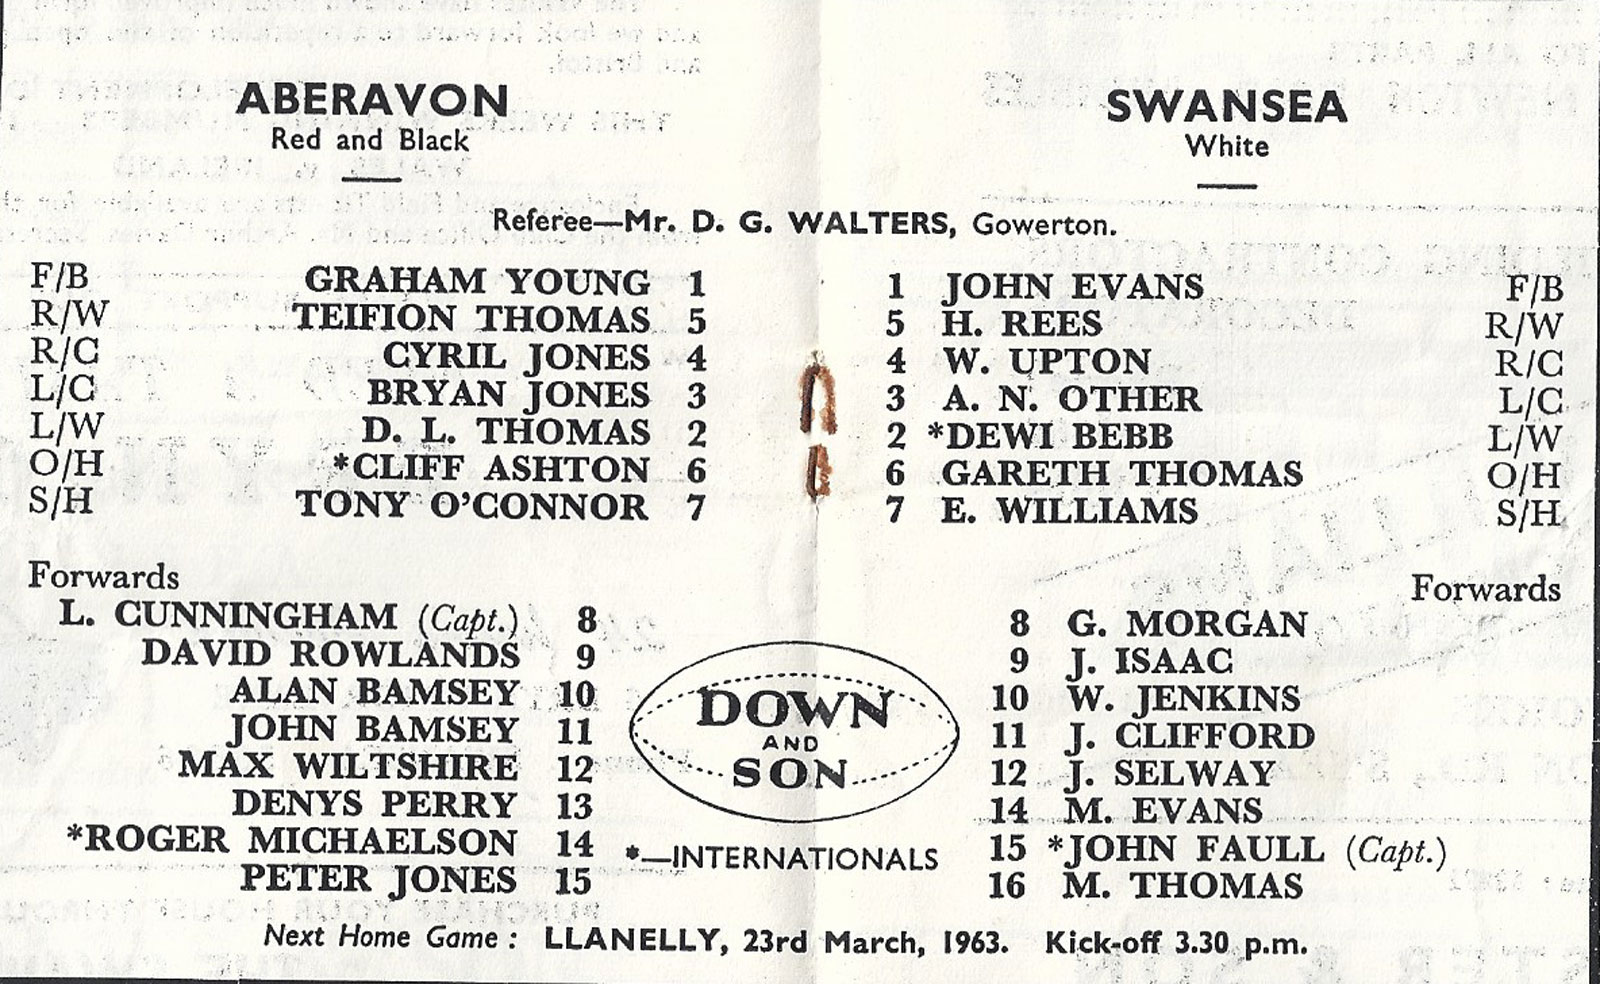 ABERAVON
Red and Black
SWANSEA
White
Referee—Mr. D. G. WALTERS, Gowerton.
F/B GRAHAM YOUNG 1
R/W TEIFION THOMAS 5
R/C CYRIL JONES 4
L/C BRYAN JONES 3
L/W D. L. THOMAS 2
O/H *CLIFF ASHTON 6
S/H TONY O'CONNOR 7
Forwards
L. CUNNINGHAM (Capt.) 8
DAVID ROWLANDS 9
ALAN BAMSEY 10
JOHN BAMSEY 11
MAX WILTSHIRE 12
DENYS PERRY 13
*ROGER MICHAELSON 14
PETER JONES 15
1 JOHN EVANS F/B
5 H. REES R/W
4 W. UPTON R/C
3 A. N. OTHER L/C
2 *DEWI BEBB L/W
6 GARETH THOMAS O/H
7 E. WILLIAMS S/H
Forwards
8 G. MORGAN
9 J. ISAAC
10 W. JENKINS
11 J. CLIFFORD
12 J. SELWAY
14 M. EVANS
15 *JOHN FAULL (Capt.)
16 M. THOMAS
DOWN
AND
SON
*—INTERNATIONALS
Next Home Game : LLANELLY, 23rd March, 1963. Kick-off 3.30 p.m.